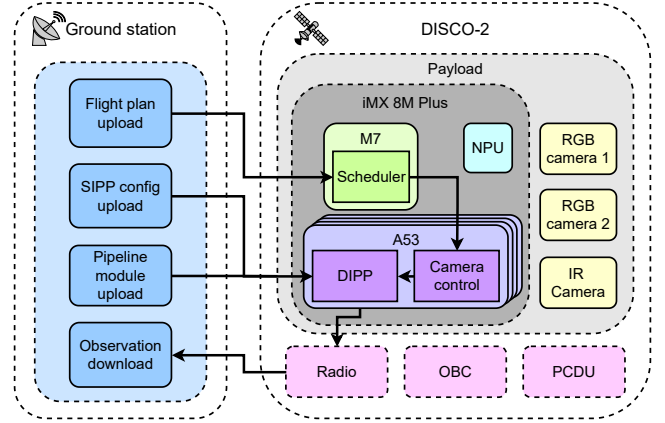 Ground station
Flight plan
upload
SIPP config
upload
Pipeline
module
upload
Observation
download
DISCO-2
Payload
iMX 8M Plus
M7
Scheduler
NPU
A53
DIPP
Camera
control
RGB
camera 1
RGB
camera 2
IR
Camera
Radio
OBC
PCDU